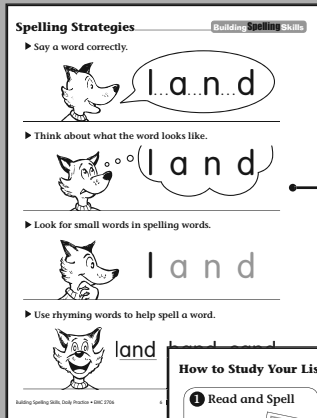 Spelling Strategies
Building Spelling Skills
▶ Say a word correctly.
l...a...n...d
▶ Think about what the word looks like.
l a n d
▶ Look for small words in spelling words.
l a n d
▶ Use rhyming words to help spell a word.
land
Building Spelling Skills, Daily Practice • EMC 2706
How to Study Your Lis
1 Read and Spell